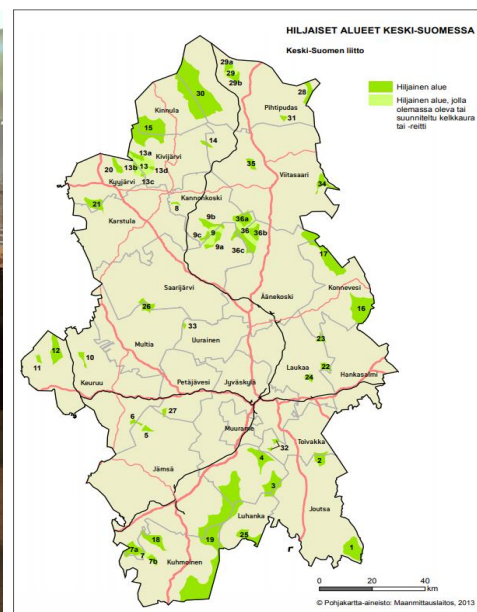 HILJAISET ALUEET KESKI-SUOMESSA
Keski-Suomen liitto
Hiljainen alue
Hiljainen alue, jolla
olemassa oleva tai
suunniteltu kelkkaura
tai -reitti
29a
29
29b
28
30
Pihtipudas
31
Kinnula
15
14
13a
Kivijärvi
35
Viitasaari
20
13b
13
13d
13c
Kyyjärvi
34
Kannonkoski
21
8
Karstula
9b
36a
9c
9
36
36b
9a
36c
17
Konnevesi
Saarijärvi
Äänekoski
16
26
33
Multia
Uurainen
23
12
10
11
Laukaa
22
Hankasalmi
24
Keuruu
Petäjävesi
Jyväskylä
6
27
5
Muurame
Toivakka
32
4
2
Jämsä
3
Joutsa
Luhanka
18
19
25
7a
7
7b
1
Kuhmoinen
0
20
40
km
© Pohjakartta-aineisto: Maanmittauslaitos, 2013